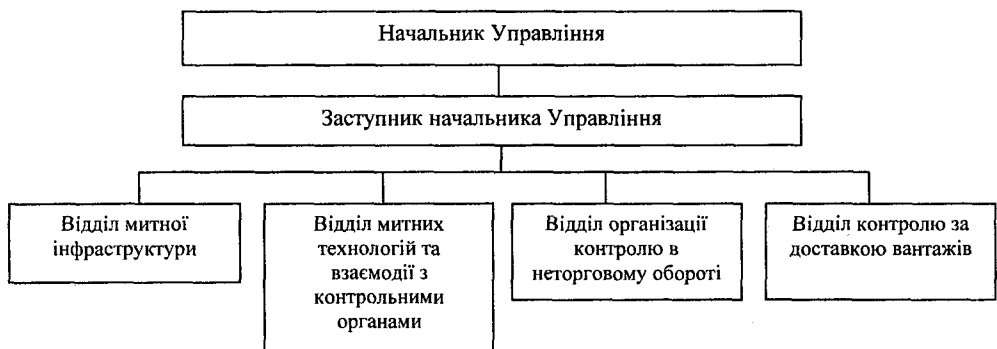 Начальник Управління
Заступник начальника Управління
Відділ митної
інфраструктури
Відділ митних
технологій та
взаємодії з
контрольними
органами
Відділ організації
контролю в
неторговому обороті
Відділ контролю за
доставкою вантажів